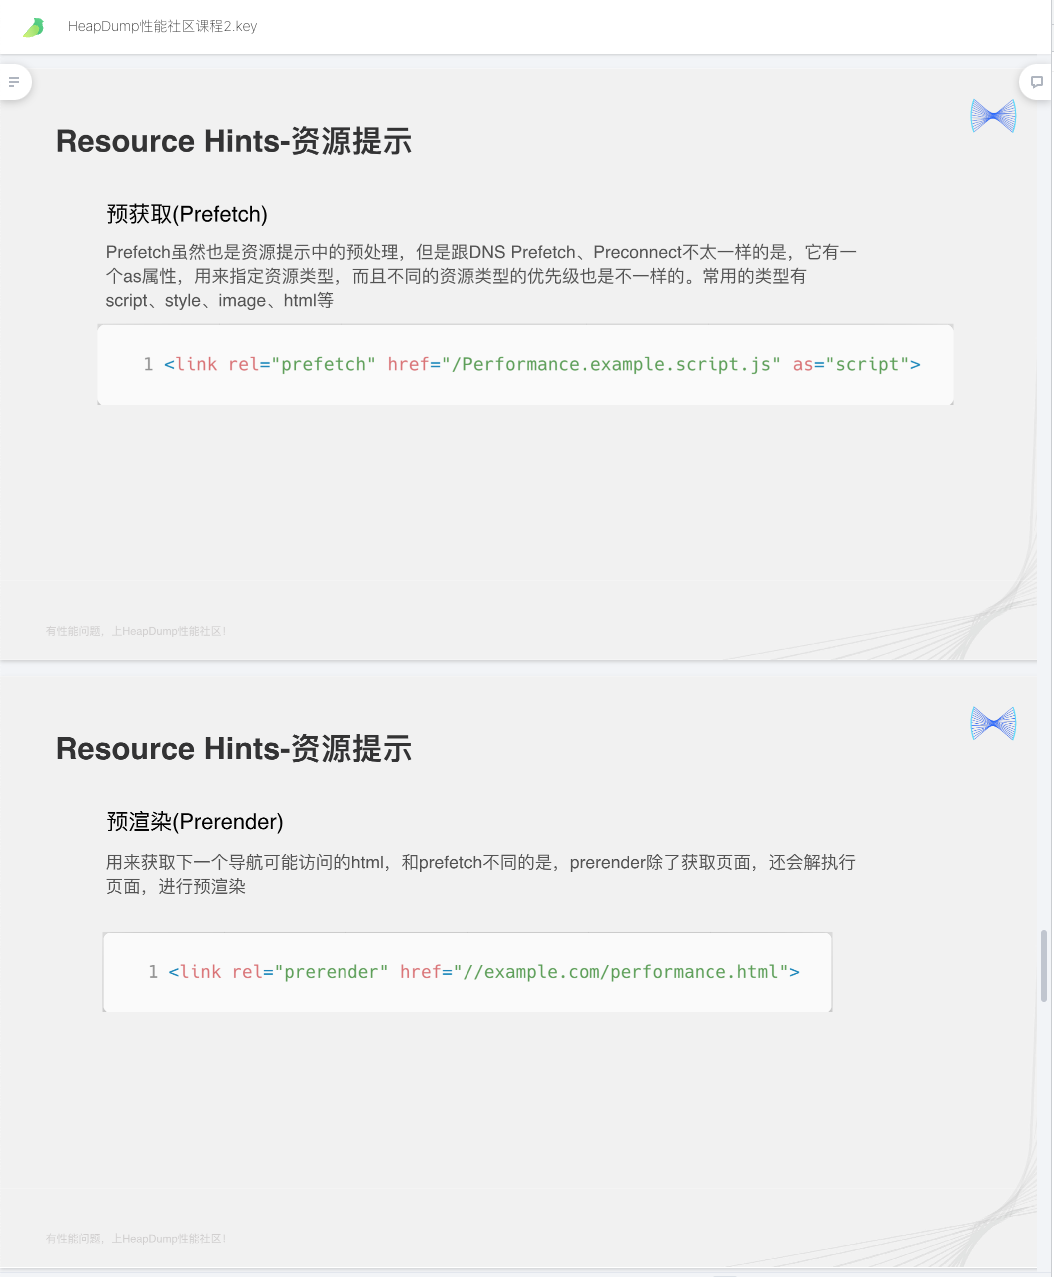 HeapDump性能社区课程2.key
Resource Hints-资源提示
预获取(Prefetch)
Prefetch虽然也是资源提示中的预处理，但是跟DNS Prefetch、Preconnect不太一样的是，它有一
个as属性，用来指定资源类型，而且不同的资源类型的优先级也是不一样的。常用的类型有
script、style、image、html等
1 <link rel="prefetch" href="/Performance.example.script.js" as="script">
有性能问题，上HeapDump性能社区！
Resource Hints-资源提示
预渲染(Prerender)
用来获取下一个导航可能访问的html，和prefetch不同的是，prerender除了获取页面，还会解执行
页面，进行预渲染
1 <link rel="prerender" href="//example.com/performance.html">
有性能问题，上HeapDump性能社区！